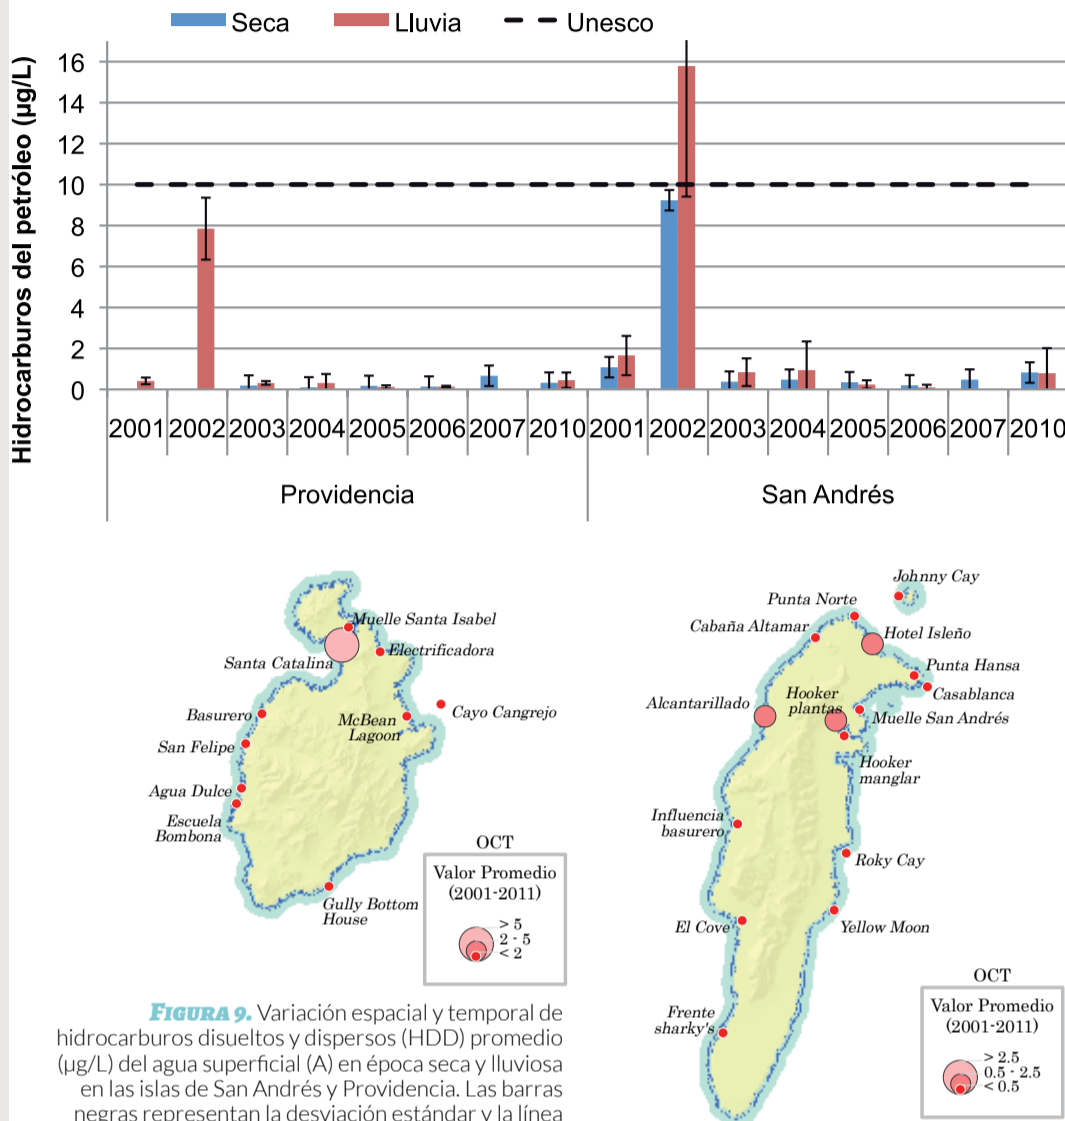 Seca Lluvia Unesco
Hidrocarburos del petróleo (µg/L)
16
14
12
10
8
6
4
2
0
2001 2002 2003 2004 2005 2006 2007 2010 2001 2002 2003 2004 2005 2006 2007 2010
Providencia San Andrés
Muelle Santa Isabel
Electrificadora
Santa Catalina
Basurero
McBean
Lagoon
Cayo Cangrejo
San Felipe
Agua Dulce
Escuela
Bombona
Gully Bottom
House
OCT
Valor Promedio
(2001-2011)
> 5
2 - 5
< 2
Johnny Cay
Punta Norte
Cabaña Altamar
Hotel Isleño
Punta Hansa
Casablanca
Alcantarillado
Hooker
plantas
Muelle San Andrés
Hooker
manglar
Influencia
basurero
Roky Cay
El Cove
Yellow Moon
Frente
sharky's
OCT
Valor Promedio
(2001-2011)
> 2.5
0.5 - 2.5
< 0.5
FIGURA 9. Variación espacial y temporal de
hidrocarburos disueltos y dispersos (HDD) promedio
(µg/L) del agua superficial (A) en época seca y lluviosa
en las islas de San Andrés y Providencia. Las barras
negras representan la desviación estándar y la línea